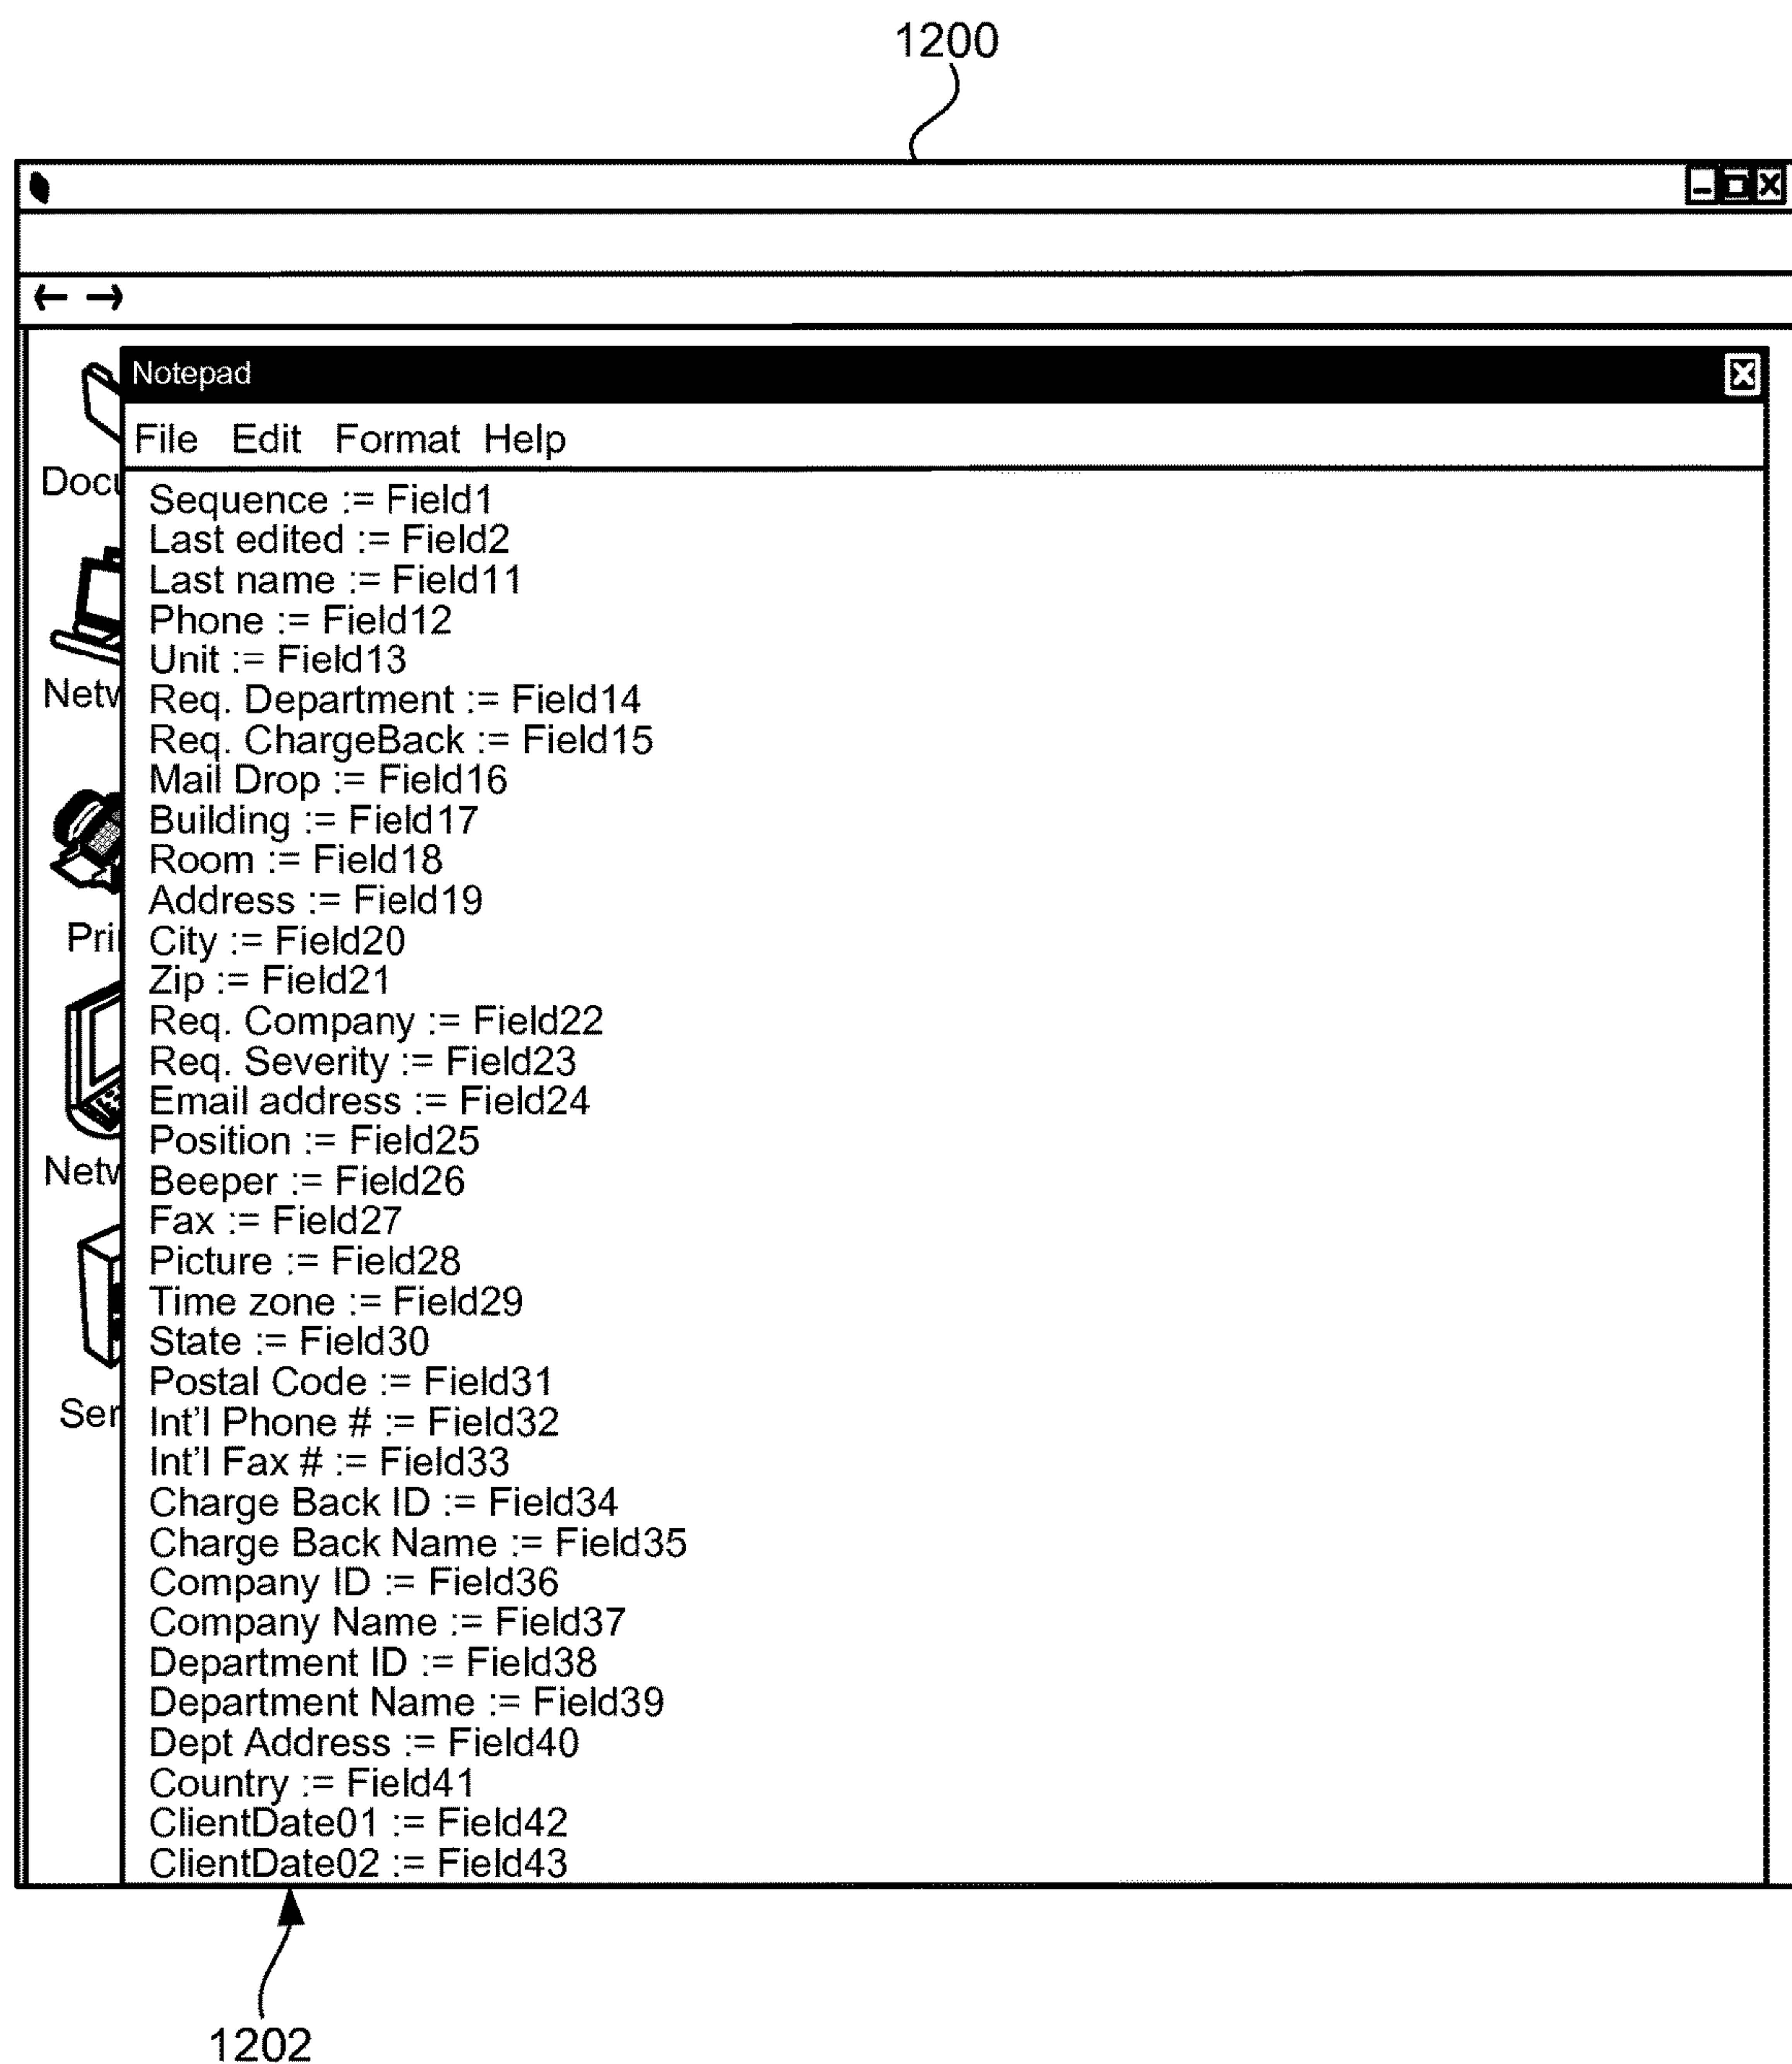 1200
Notepad
File Edit Format Help
Docu
Sequence := Field1
Last edited := Field2
Last name := Field11
Phone := Field12
Unit := Field13
Netw
Req. Department := Field14
Req. ChargeBack := Field15
Mail Drop := Field16
Building := Field17
Room := Field18
Address := Field19
Pri
City := Field20
Zip := Field21
Req. Company := Field22
Req. Severity := Field23
Email address := Field24
Position := Field25
Netw
Beeper := Field26
Fax := Field27
Picture := Field28
Time zone := Field29
State := Field30
Postal Code := Field31
Ser
Int'l Phone # := Field32
Int'l Fax # := Field33
Charge Back ID := Field34
Charge Back Name := Field35
Company ID := Field36
Company Name := Field37
Department ID := Field38
Department Name := Field39
Dept Address := Field40
Country := Field41
ClientDate01 := Field42
ClientDate02 := Field43
1202